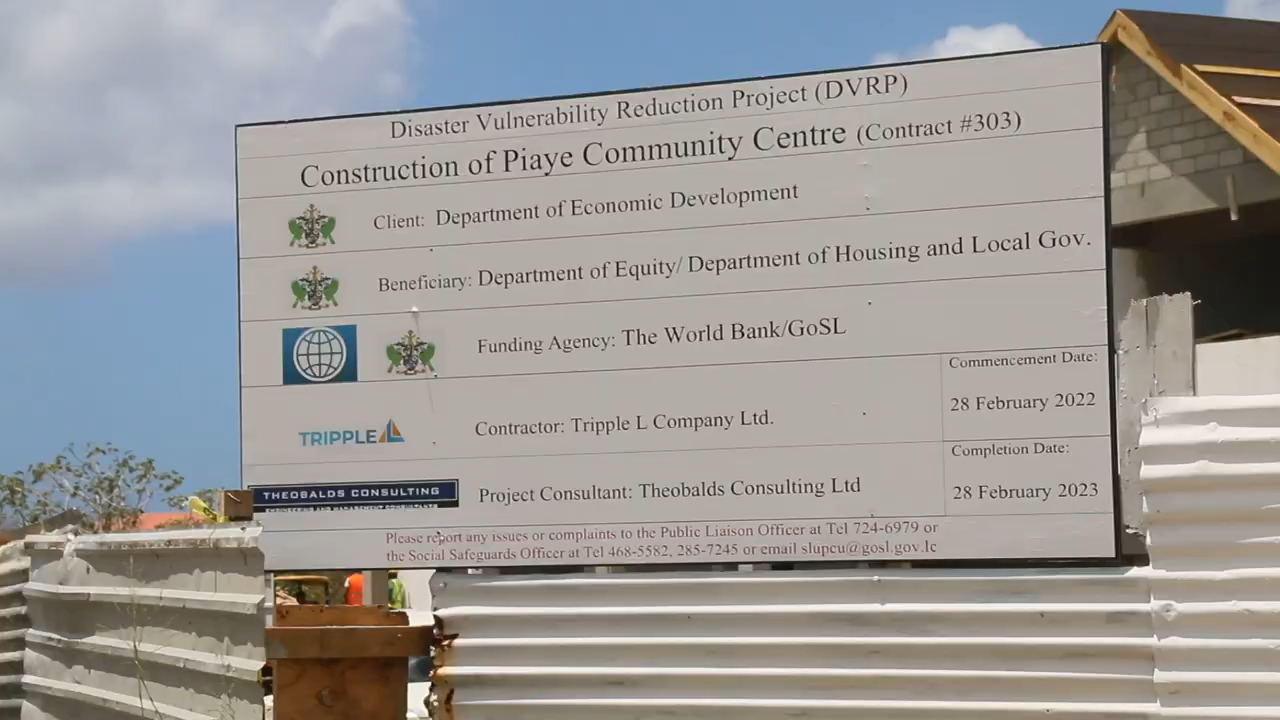 Disaster Vulnerability Reduction Project (DVRP)
Construction of Piaye Community Centre (Contract #303)
Client: Department of Economic Development
Beneficiary: Department of Equity/ Department of Housing and Local Gov.
Funding Agency: The World Bank/GoSL
Commencement Date:
28 February 2022
TRIPPLE
Contractor: Tripple L Company Ltd.
Completion Date:
28 February 2023
THEOBALDS CONSULTING
ENGINEERING AND MANAGEMENT CONSULTANTS
Project Consultant: Theobalds Consulting Ltd
Please report any issues or complaints to the Public Liaison Officer at Tel 724-6979 or
the Social Safeguards Officer at Tel 468-5582, 285-7245 or email slupcu@gosl.gov.lc